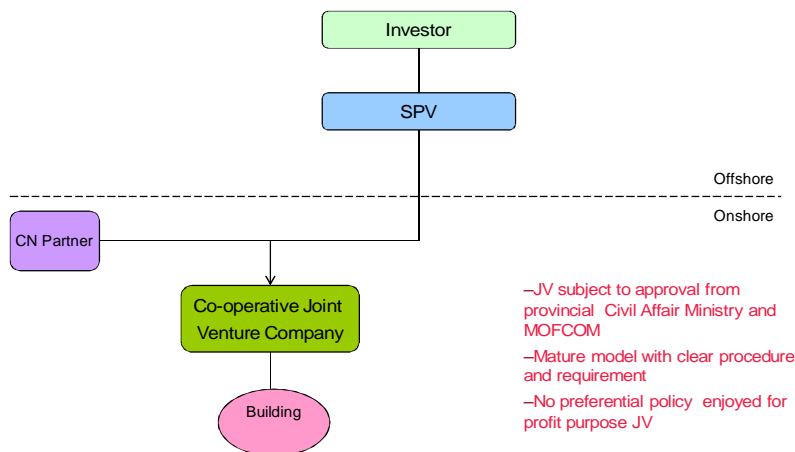 Investor
SPV
Offshore
Onshore
CN Partner
Co-operative Joint
Venture Company
Building
–JV subject to approval from
provincial Civil Affair Ministry and
MOFCOM
–Mature model with clear procedure
and requirement
–No preferential policy enjoyed for
profit purpose JV